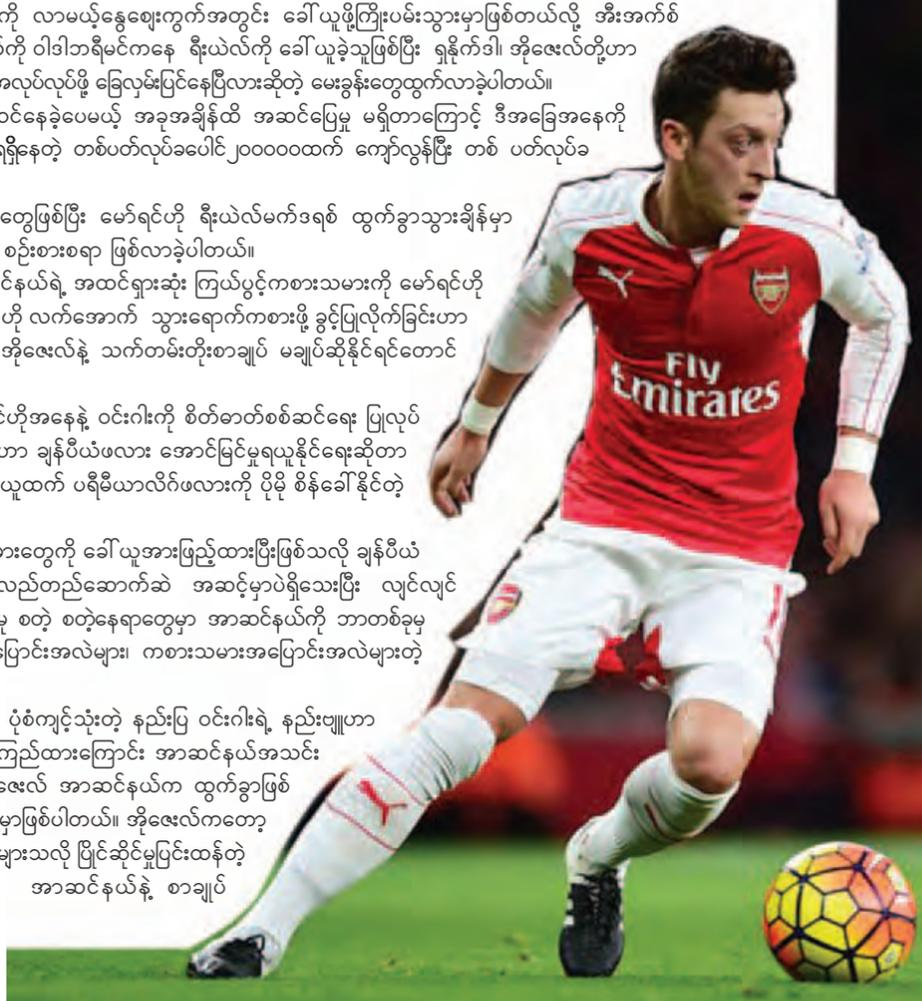 ကို လာမယ့်နွေဈေးကွက်အတွင်း ခေါ်ယူဖို့ကြိုးပမ်းသွားမှာဖြစ်တယ်လို့ အီးအက်စ်
ကို ဝါဒါဘရီမင်ကနေ ရီးယဲလ်ကို ခေါ်ယူခဲ့သူဖြစ်ပြီး ရှနိုက်ဒါ၊ အိုဇေးလ်တို့ဟာ
အလုပ်လုပ်ဖို့ ခြေလှမ်းပြင်နေပြီလားဆိုတဲ့ မေးခွန်းတွေထွက်လာခဲ့ပါတယ်။
ဝင်နေခဲ့ပေမယ့် အခုအချိန်ထိ အဆင်ပြေမှု မရှိတာကြောင့် ဒီအခြေအနေကို
ရရှိနေတဲ့ တစ်ပတ်လုပ်ခပေါင်၂၀၀၀၀၀ထက် ကျော်လွန်ပြီး တစ် ပတ်လုပ်ခ
တွေဖြစ်ပြီး မော်ရင်ဟို ရီးယဲလ်မက်ဒရစ် ထွက်ခွာသွားချိန်မှာ
စဉ်းစားစရာ ဖြစ်လာခဲ့ပါတယ်။
င်နယ်ရဲ့ အထင်ရှားဆုံး ကြယ်ပွင့်ကစားသမားကို မော်ရင်ဟို
ဟို လက်အောက် သွားရောက်ကစားဖို့ ခွင့်ပြုလိုက်ခြင်းဟာ
အိုဇေးလ်နဲ့ သက်တမ်းတိုးစာချုပ် မချုပ်ဆိုနိုင်ရင်တောင်
င်ဟိုအနေနဲ့ ဝင်းဂါးကို စိတ်ဓာတ်စစ်ဆင်ရေး ပြုလုပ်
ဟာ ချန်ပီယံဖလား အောင်မြင်မှုရယူနိုင်ရေးဆိုတာ
ယူထက် ပရီမီယာလိဂ်ဖလားကို ပိုမို စိန်ခေါ်နိုင်တဲ့
မားတွေကို ခေါ်ယူအားဖြည့်ထားပြီးဖြစ်သလို ချန်ပီယံ
လည်တည်ဆောက်ဆဲ အဆင့်မှာပဲရှိသေးပြီး လျင်လျင်
မှု စတဲ့ စတဲ့နေရာတွေမှာ အာဆင်နယ်ကို ဘာတစ်ခုမှ
ပြောင်းအလဲများ၊ ကစားသမားအပြောင်းအလဲများတဲ့
ပုံစံကျင့်သုံးတဲ့ နည်းပြ ဝင်းဂါးရဲ့ နည်းဗျူဟာ
ကြည်ထားကြောင်း အာဆင်နယ်အသင်း
ဇေးလ် အာဆင်နယ်က ထွက်ခွာဖြစ်
မှာဖြစ်ပါတယ်။ အိုဇေးလ်ကတော့
များသလို ပြိုင်ဆိုင်မှုပြင်းထန်တဲ့
အာဆင်နယ်နဲ့ စာချုပ်
Fly
Emirates